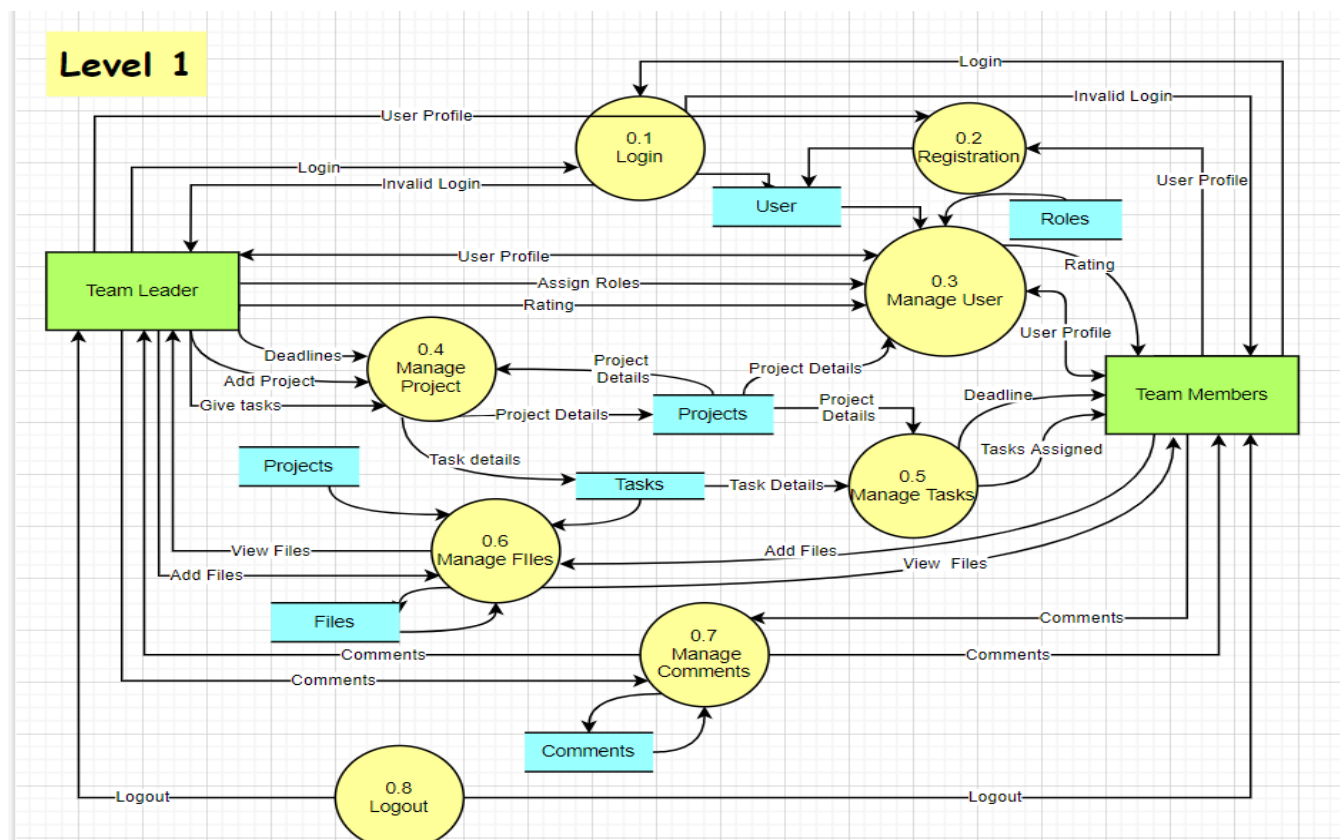 Level 1
Login
Invalid Login
User Profile
0.1
Login
0.2
Registration
Login
Invalid Login
User Profile
User
Roles
User Profile
Rating
Team Leader
Assign Roles
0.3
Manage User
Rating
User Profile
Deadlines
0.4
Manage
Project
Add Project
Project
Details
Project Details
Give tasks
Project Details
Projects
Project
Details
Deadline
Team Members
Projects
Task details
Tasks
Task Details
0.5
Manage Tasks
Tasks Assigned
0.6
Manage FIles
View Files
Add Files
Add Files
View Files
Files
Comments
0.7
Manage
Comments
Comments
Comments
Comments
Comments
0.8
Logout
Logout
Logout